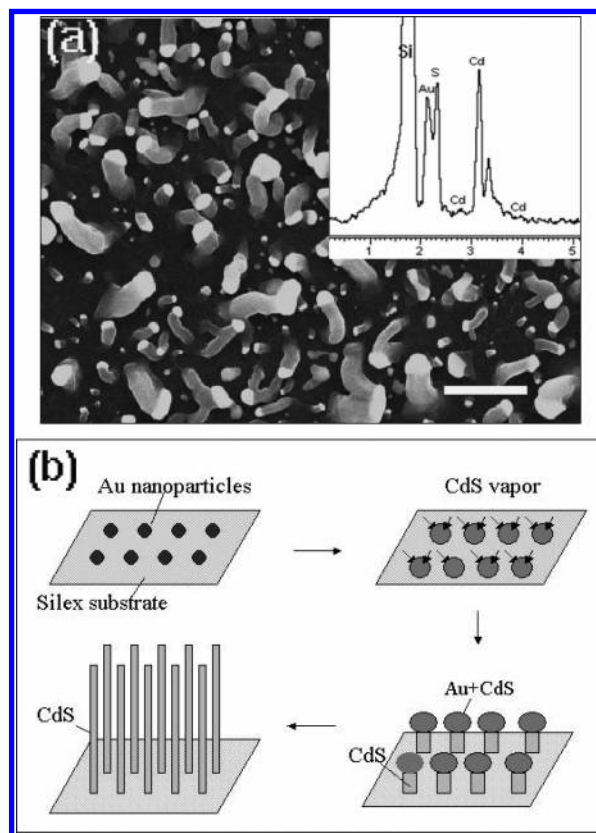 (a)
Si
Au
S
Cd
Cd
Cd
1 2 3 4 5
(b)
Au nanoparticles
CdS vapor
Silex substrate
Au+CdS
CdS
CdS